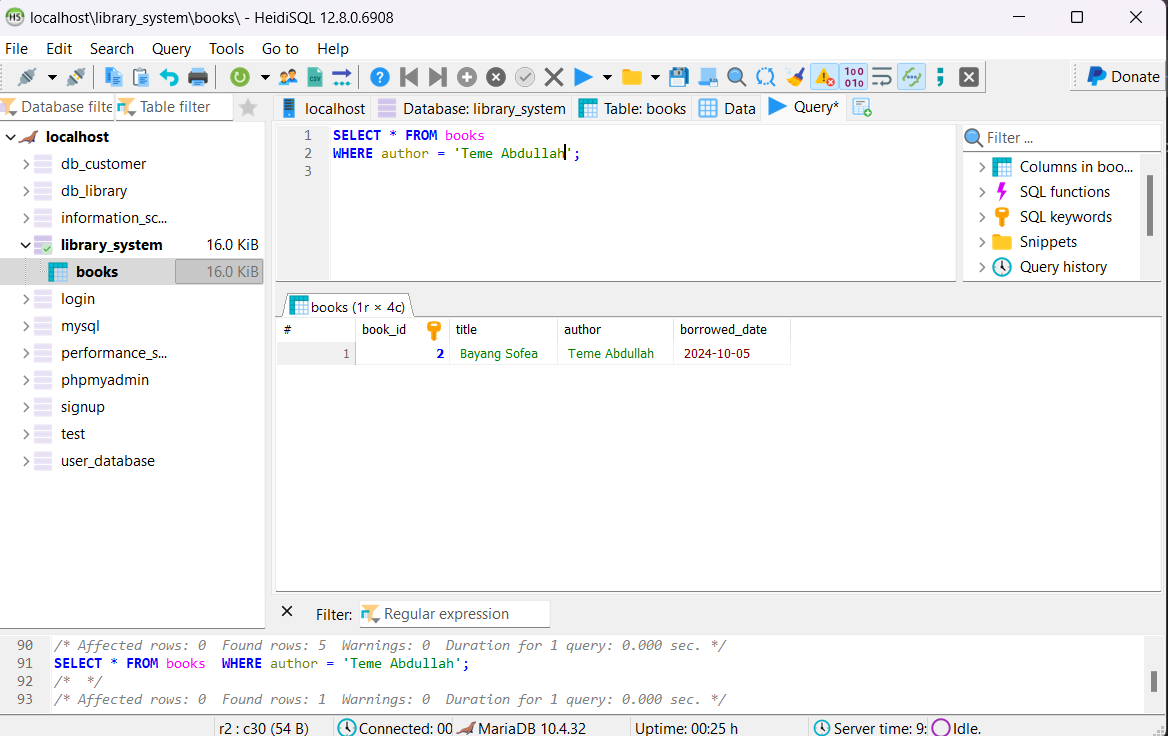 HS localhost\library_system\books\ - HeidiSQL 12.8.0.6908
File Edit Search Query Tools Go to Help
Donate
Database filte Table filter
localhost Database: library_system Table: books Data Query*
localhost
db_customer
db_library
information_sc...
library_system 16.0 KiB
books 16.0 KiB
login
mysql
performance_s...
phpmyadmin
signup
test
user_database
1 SELECT * FROM books
2 WHERE author = 'Teme Abdullah';
3
Filter ...
Columns in boo...
SQL functions
SQL keywords
Snippets
Query history
books (1r × 4c)
# book_id title author borrowed_date
1 2 Bayang Sofea Teme Abdullah 2024-10-05
Filter: Regular expression
90 /* Affected rows: 0 Found rows: 5 Warnings: 0 Duration for 1 query: 0.000 sec. */
91 SELECT * FROM books WHERE author = 'Teme Abdullah';
92 /* */
93 /* Affected rows: 0 Found rows: 1 Warnings: 0 Duration for 1 query: 0.000 sec. */
r2 : c30 (54 B) Connected: 00 MariaDB 10.4.32 Uptime: 00:25 h Server time: 9: Idle.